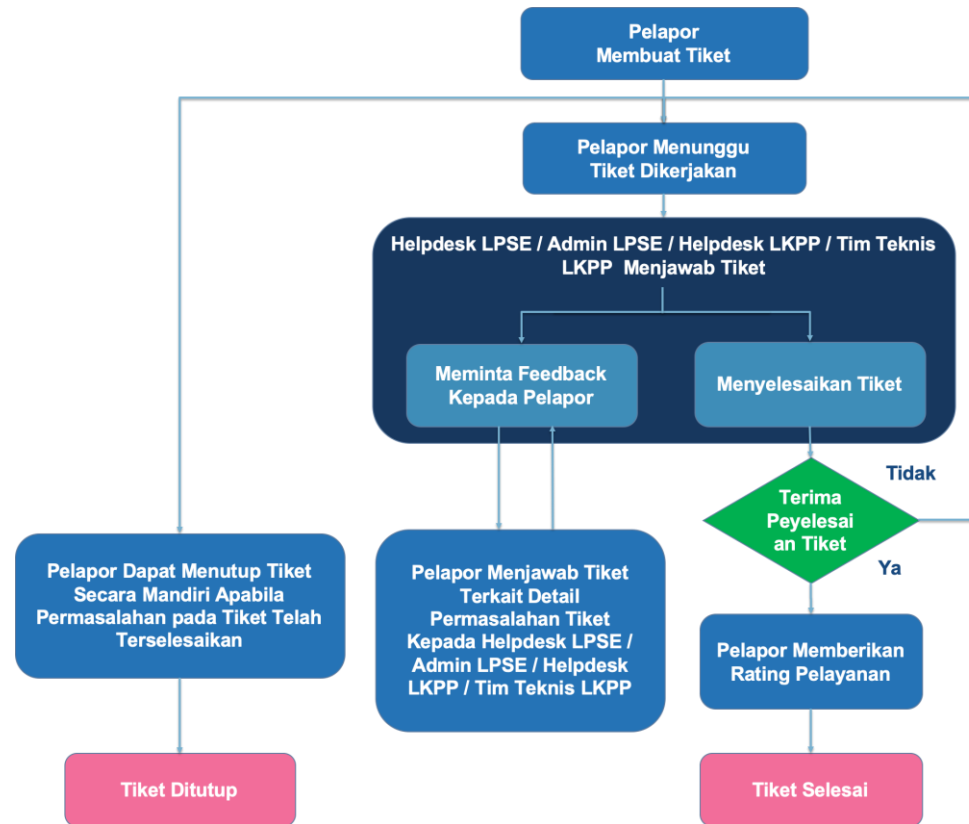 Pelapor
Membuat Tiket
Pelapor Menunggu
Tiket Dikerjakan
Helpdesk LPSE / Admin LPSE / Helpdesk LKPP / Tim Teknis
LKPP Menjawab Tiket
Meminta Feedback
Kepada Pelapor
Menyelesaikan Tiket
Tidak
Terima
Peyelesai
an Tiket
Ya
Pelapor Dapat Menutup Tiket
Secara Mandiri Apabila
Permasalahan pada Tiket Telah
Terselesaikan
Pelapor Menjawab Tiket
Terkait Detail
Permasalahan Tiket
Kepada Helpdesk LPSE /
Admin LPSE / Helpdesk
LKPP / Tim Teknis LKPP
Pelapor Memberikan
Rating Pelayanan
Tiket Ditutup
Tiket Selesai